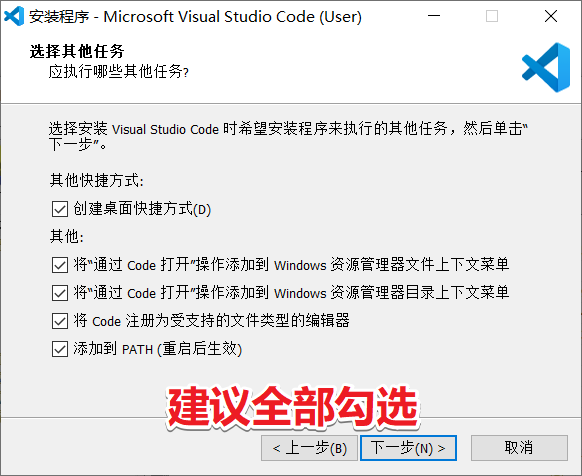 安装程序 - Microsoft Visual Studio Code (User)
选择其他任务
应执行哪些其他任务?
选择安装 Visual Studio Code 时希望安装程序来执行的其他任务，然后单击“
下一步”。
其他快捷方式:
创建桌面快捷方式(D)
其他:
将“通过 Code 打开”操作添加到 Windows 资源管理器文件上下文菜单
将“通过 Code 打开”操作添加到 Windows 资源管理器目录上下文菜单
将 Code 注册为受支持的文件类型的编辑器
添加到 PATH (重启后生效)
建议全部勾选
< 上一步(B) 下一步(N) > 取消